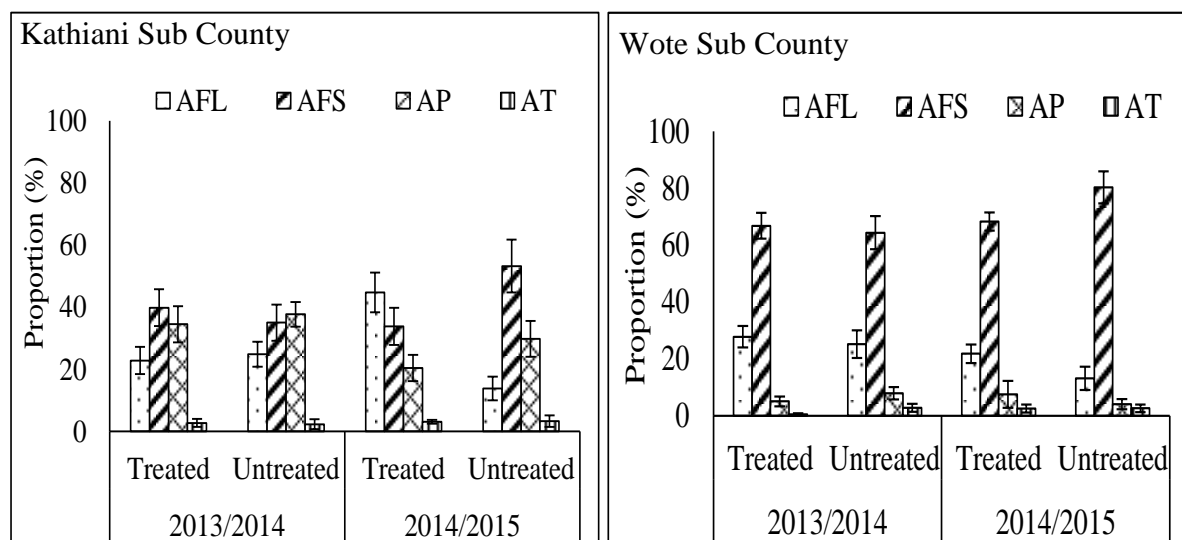 Kathiani Sub County
AFL AFS AP AT
Proportion (%)
100
80
60
40
20
0
Treated Untreated Treated Untreated
2013/2014 2014/2015
Wote Sub County
AFL AFS AP AT
Proportion (%)
100
80
60
40
20
0
Treated Untreated Treated Untreated
2013/2014 2014/2015